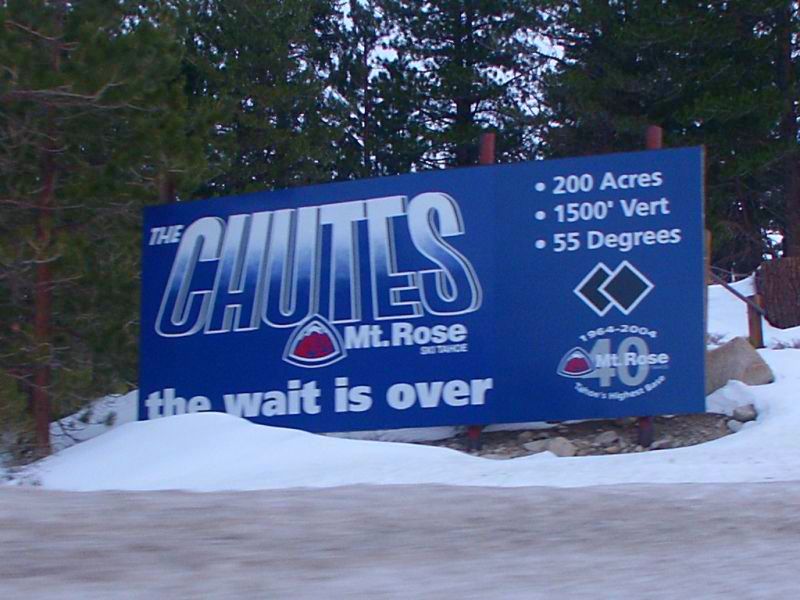 THE CHUTES
Mt. Rose
SKI TAHOE
the wait is over
• 200 Acres
• 1500' Vert
• 55 Degrees
1964-2004
40
Mt. Rose
Tahoe's Highest Base